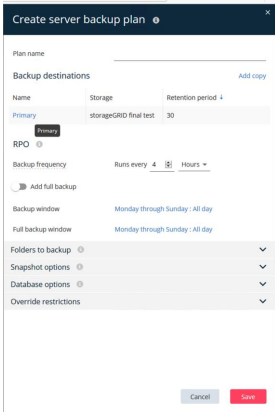 Create server backup plan
Plan name
Backup destinations Add copy
Name Storage Retention period ↓
Primary storageGRID final test 30
Primary
RPO
Backup frequency Runs every 4 Hours
Add full backup
Backup window Monday through Sunday : All day
Full backup window Monday through Sunday : All day
Folders to backup
Snapshot options
Database options
Override restrictions
Cancel Save